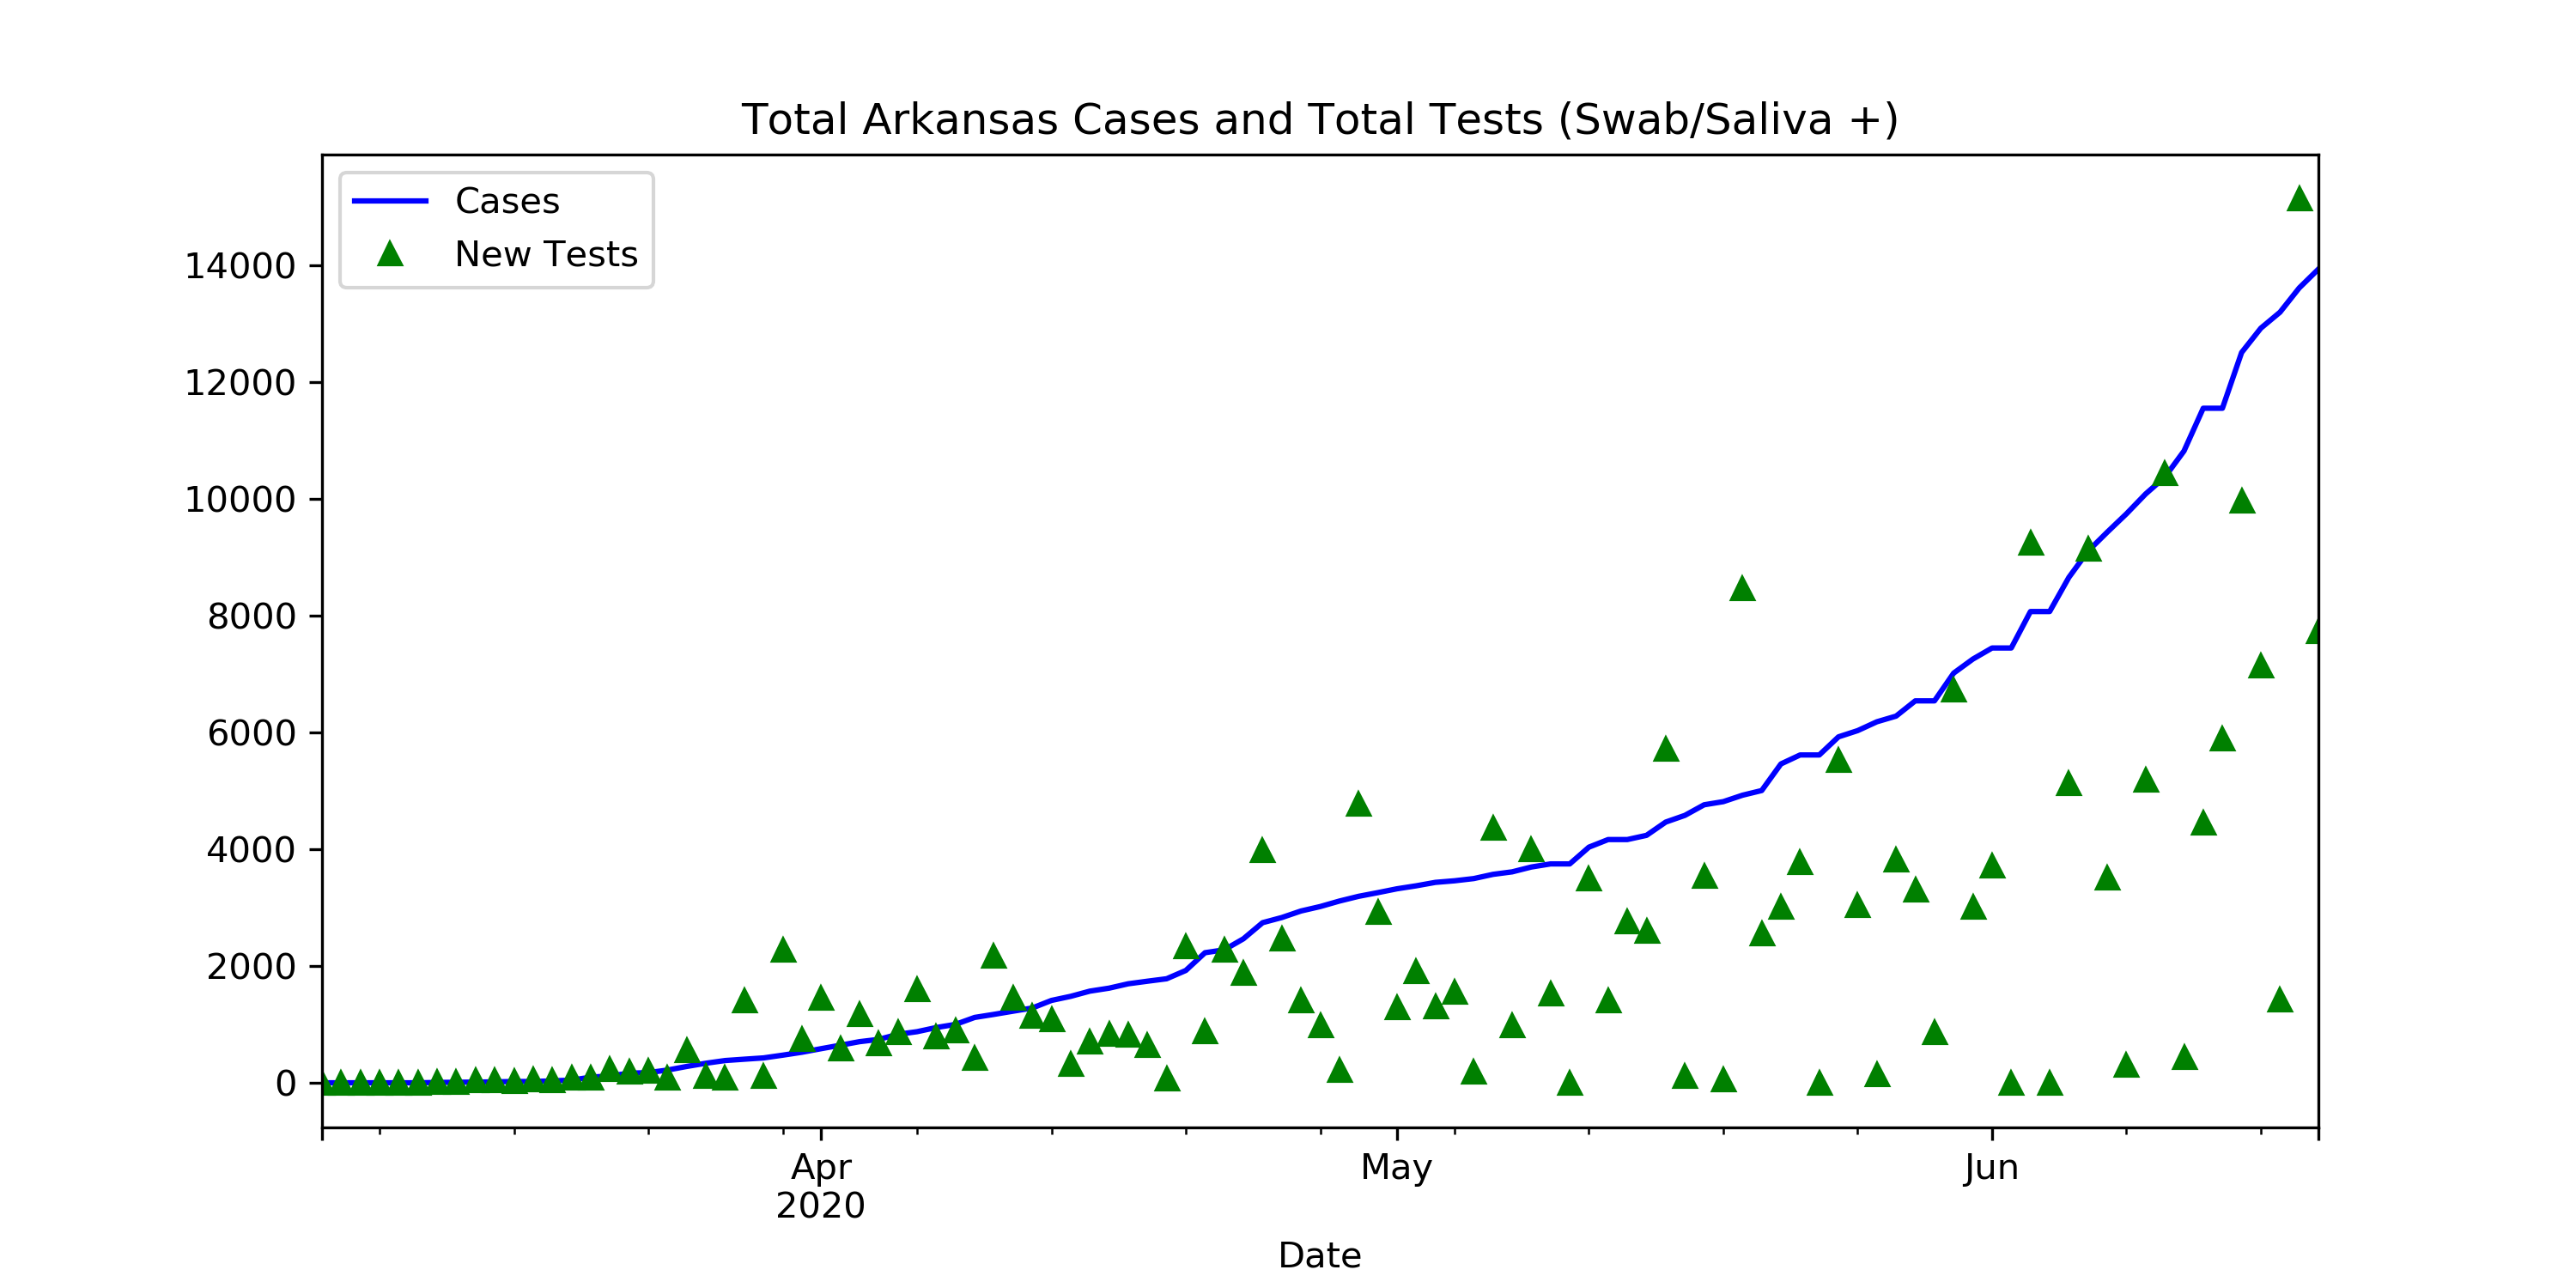 Total Arkansas Cases and Total Tests (Swab/Saliva +)
Cases
New Tests
14000
12000
10000
8000
6000
4000
2000
0
Apr
2020
May
Jun
Date